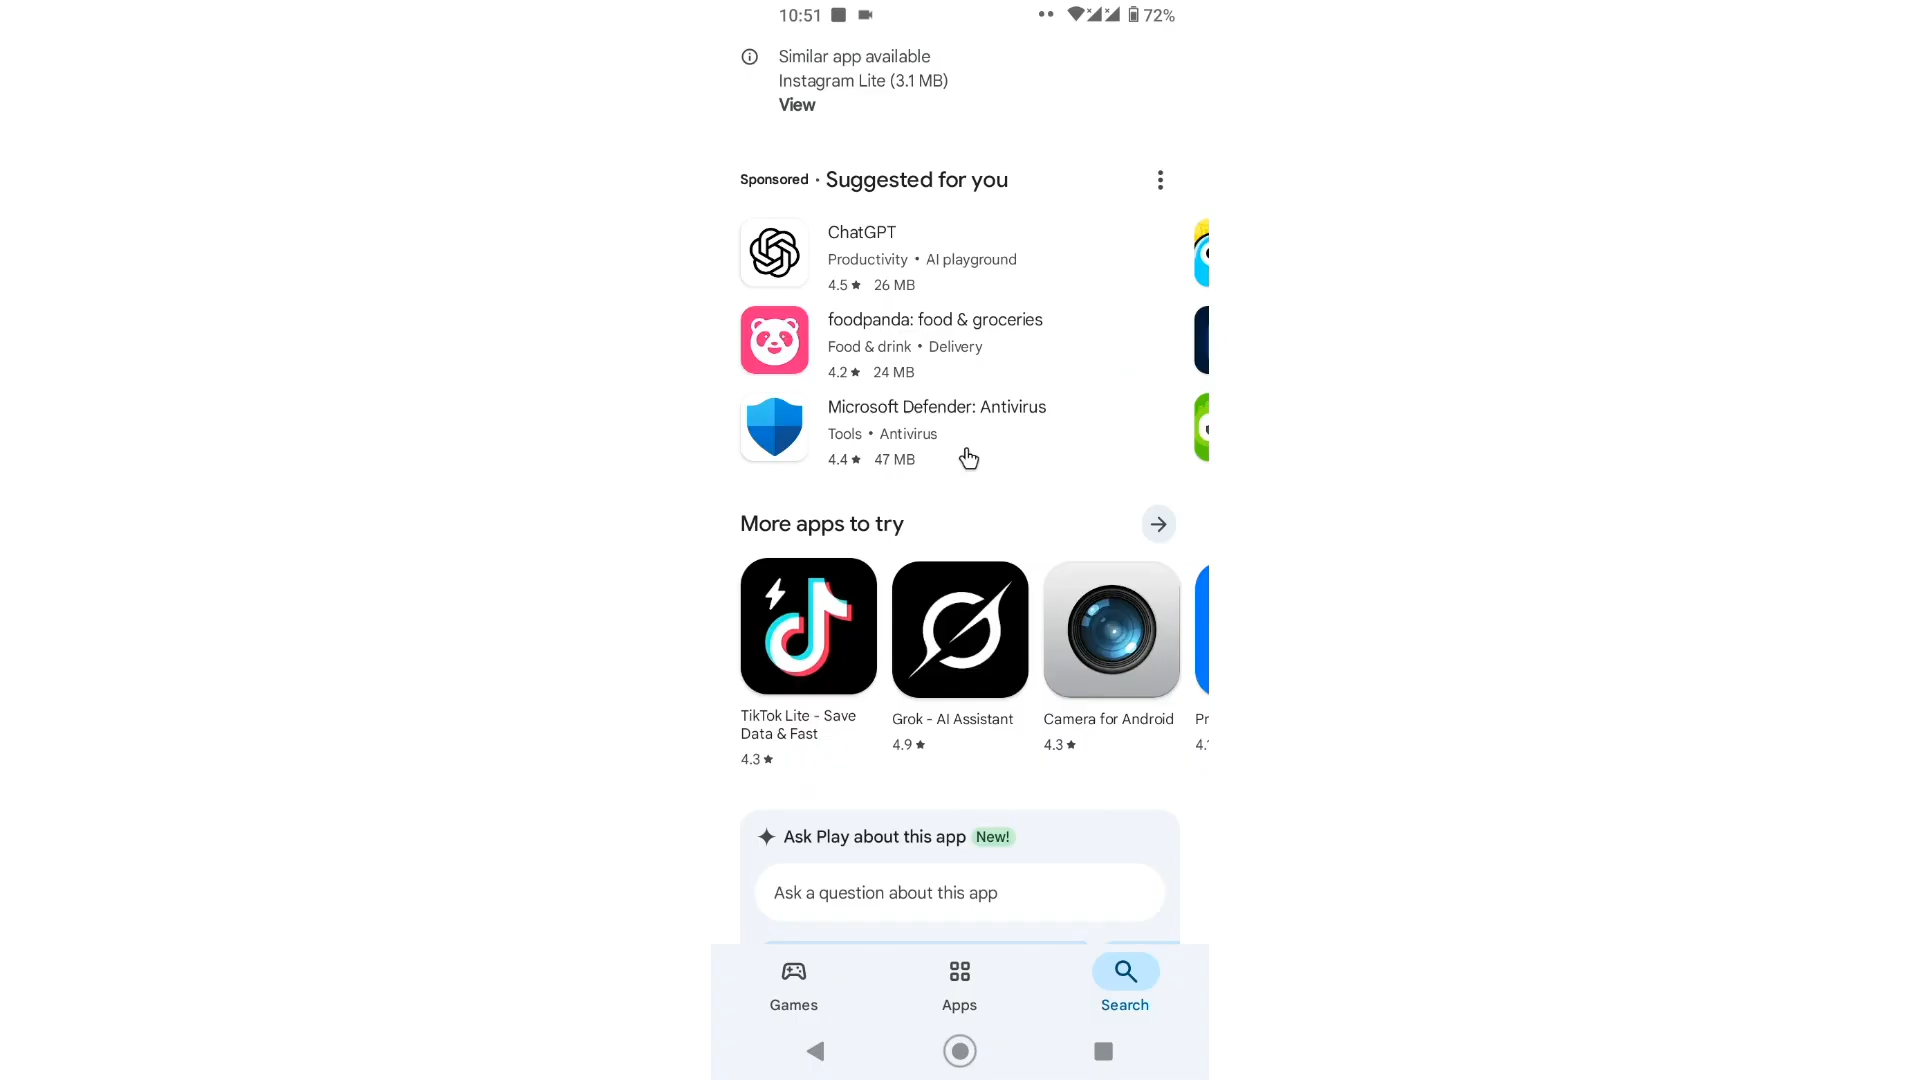 10:51
72%
Similar app available
Instagram Lite (3.1 MB)
View
Sponsored • Suggested for you
ChatGPT
Productivity • AI playground
4.5★ 26 MB
foodpanda: food & groceries
Food & drink • Delivery
4.2★ 24 MB
Microsoft Defender: Antivirus
Tools • Antivirus
4.4★ 47 MB
More apps to try
TikTok Lite - Save
Data & Fast
4.3★
Grok - AI Assistant
4.9★
Camera for Android
4.3★
Pr
Ask Play about this app New!
Ask a question about this app
Games
Apps
Search